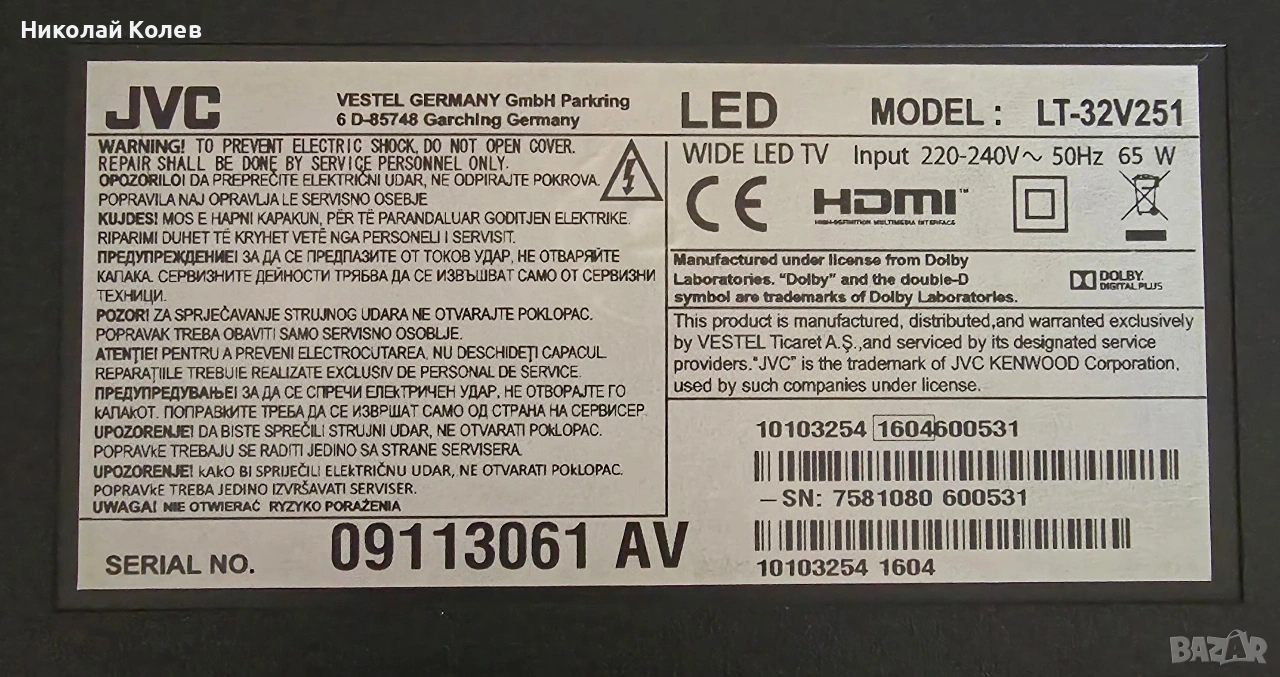 Николай Колев
JVC
VESTEL GERMANY GmbH Parkring
6 D-85748 Garching Germany
LED MODEL : LT-32V251
WARNING! TO PREVENT ELECTRIC SHOCK, DO NOT OPEN COVER.
REPAIR SHALL BE DONE BY SERVICE PERSONNEL ONLY.
OPOZORILO! DA PREPREČITE ELEKTRIČNI UDAR, NE ODPIRAJTE POKROVA.
POPRAVILA NAJ OPRAVLJA LE SERVISNO OSEBJE
KUJDES! MOS E HAPNI KAPAKUN, PËR TË PARANDALUAR GODITJEN ELEKTRIKE.
RIPARIMI DUHET TË KRYHET VETË NGA PERSONELI I SERVISIT.
ПРЕДУПРЕЖДЕНИЕ! ЗА ДА СЕ ПРЕДПАЗИТЕ ОТ ТОКОВ УДАР, НЕ ОТВАРЯЙТЕ
КАПАКА. СЕРВИЗНИТЕ ДЕЙНОСТИ ТРЯБВА ДА СЕ ИЗВЪШВАТ САМО ОТ СЕРВИЗНИ
ТЕХНИЦИ.
POZOR! ZA SPRJEČAVANJE STRUJNOG UDARA NE OTVARAJTE POKLOPAC.
POPRAVAK TREBA OBAVITI SAMO SERVISNO OSOBLJE.
ATENŢIE! PENTRU A PREVENI ELECTROCUTAREA, NU DESCHIDEŢI CAPACUL.
REPARAŢIILE TREBUIE REALIZATE EXCLUSIV DE PERSONAL DE SERVICE.
ПРЕДУПРЕДУВАЊЕ! ЗА ДА СЕ СПРЕЧИ ЕЛЕКТРИЧЕН УДАР, НЕ ОТВОРАЈТЕ ГО
КАПАКОТ. ПОПРАВКИТЕ ТРЕБА ДА СЕ ИЗВРШАТ САМО ОД СТРАНА НА СЕРВИСЕР.
UPOZORENJE! DA BISTE SPREČILI STRUJNI UDAR, NE OTVARATI POKLOPAC.
POPRAVKE TREBAJU SE RADITI JEDINO SA STRANE SERVISERA.
UPOZORENJE! KAKO BI SPRIJEČILI ELEKTRIČNU UDAR, NE OTVARATI POKLOPAC.
POPRAVKE TREBA JEDINO IZVRŠAVATI SERVISER.
UWAGA! NIE OTWIERAĆ RYZYKO PORAŻENIA
WIDE LED TV Input 220-240V~ 50Hz 65 W
CE HDMI™
HIGH-DEFINITION MULTIMEDIA INTERFACE
Manufactured under license from Dolby
Laboratories. "Dolby" and the double-D
symbol are trademarks of Dolby Laboratories.
DOLBY
DIGITAL PLUS
This product is manufactured, distributed,and warranted exclusively
by VESTEL Ticaret A.Ş.,and serviced by its designated service
providers."JVC" is the trademark of JVC KENWOOD Corporation,
used by such companies under license.
10103254 1604600531
–SN: 7581080 600531
10103254 1604
SERIAL NO. 09113061 AV
BAZAR